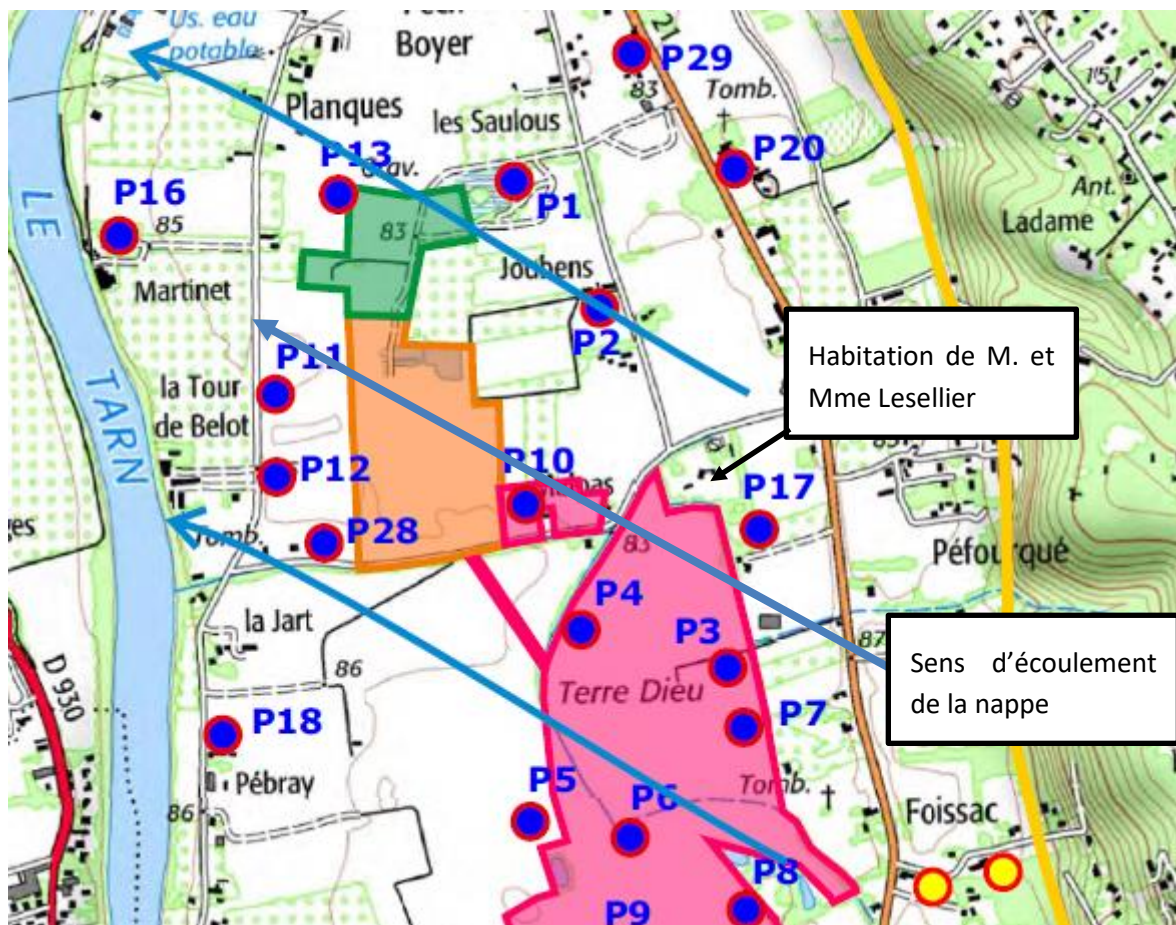 Us. eau
potable
Boyer
P29
21
83
Tomb.
151
Planques
les Saulous
P13
P20
P16
P1
Ant.
Ladame
85
83
LE
TARN
Martinet
Joubens
P2
Habitation de M. et
Mme Lesellier
P11
la Tour
de Belot
P12
P10
P17
Tomb.
P28
83
Péfourqué
P4
la Jart
P3
87
Sens d’écoulement
de la nappe
D 930
86
Terre Dieu
P7
P18
Pébray
P5
P6
Tomb.
86
Foissac
P8
P9